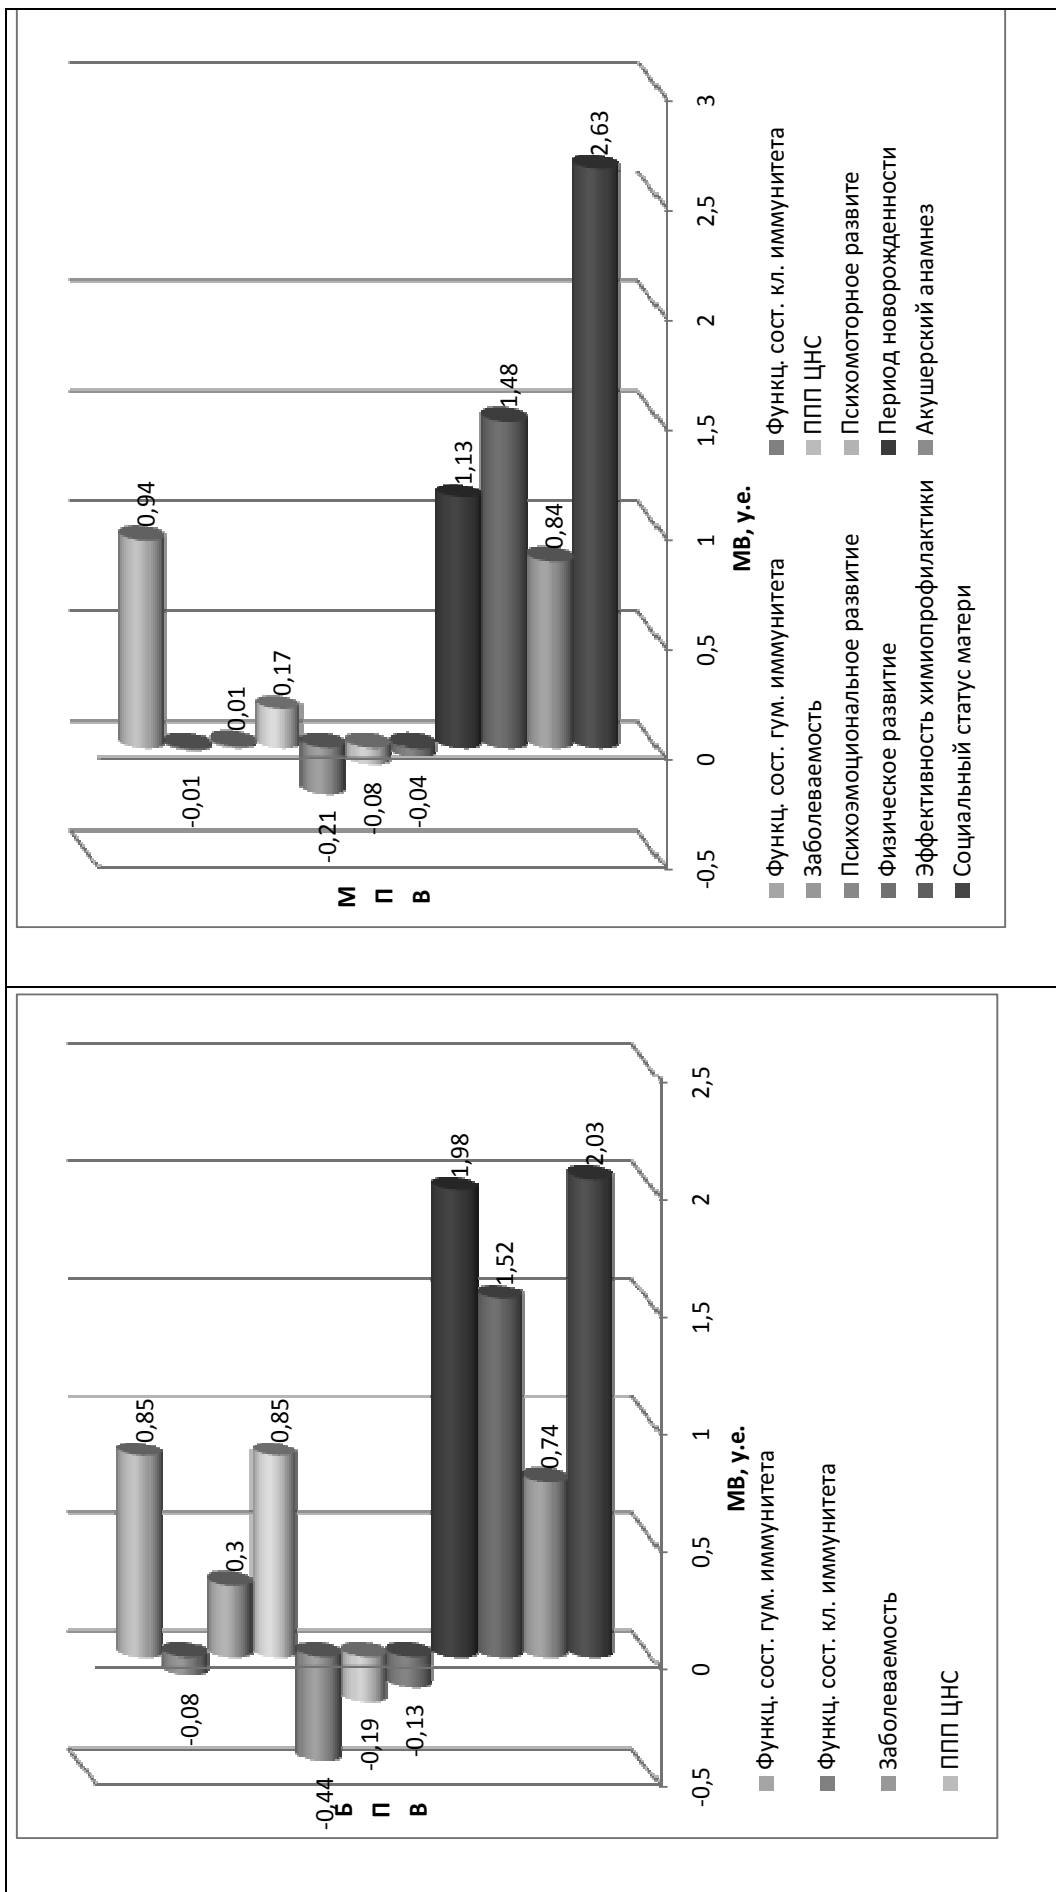 0,85
-0,08
0,3
0,85
-0,44
-0,19
-0,13
1,98
1,52
0,74
2,03
Б
П
В
-0,5
0
0,5
1
1,5
2
2,5
МВ, у.е.
Функц. сост. гум. иммунитета
Функц. сост. кл. иммунитета
Заболеваемость
ППП ЦНС
0,94
-0,01
0,01
0,17
-0,21
-0,08
-0,04
1,13
1,48
0,84
2,63
М
П
В
-0,5
0
0,5
1
1,5
2
2,5
3
МВ, у.е.
Функц. сост. гум. иммунитета
Функц. сост. кл. иммунитета
Заболеваемость
ППП ЦНС
Психоэмоциональное развитие
Психомоторное развите
Физическое развитие
Период новорожденности
Эффективность химиопрофилактики
Акушерский анамнез
Социальный статус матери